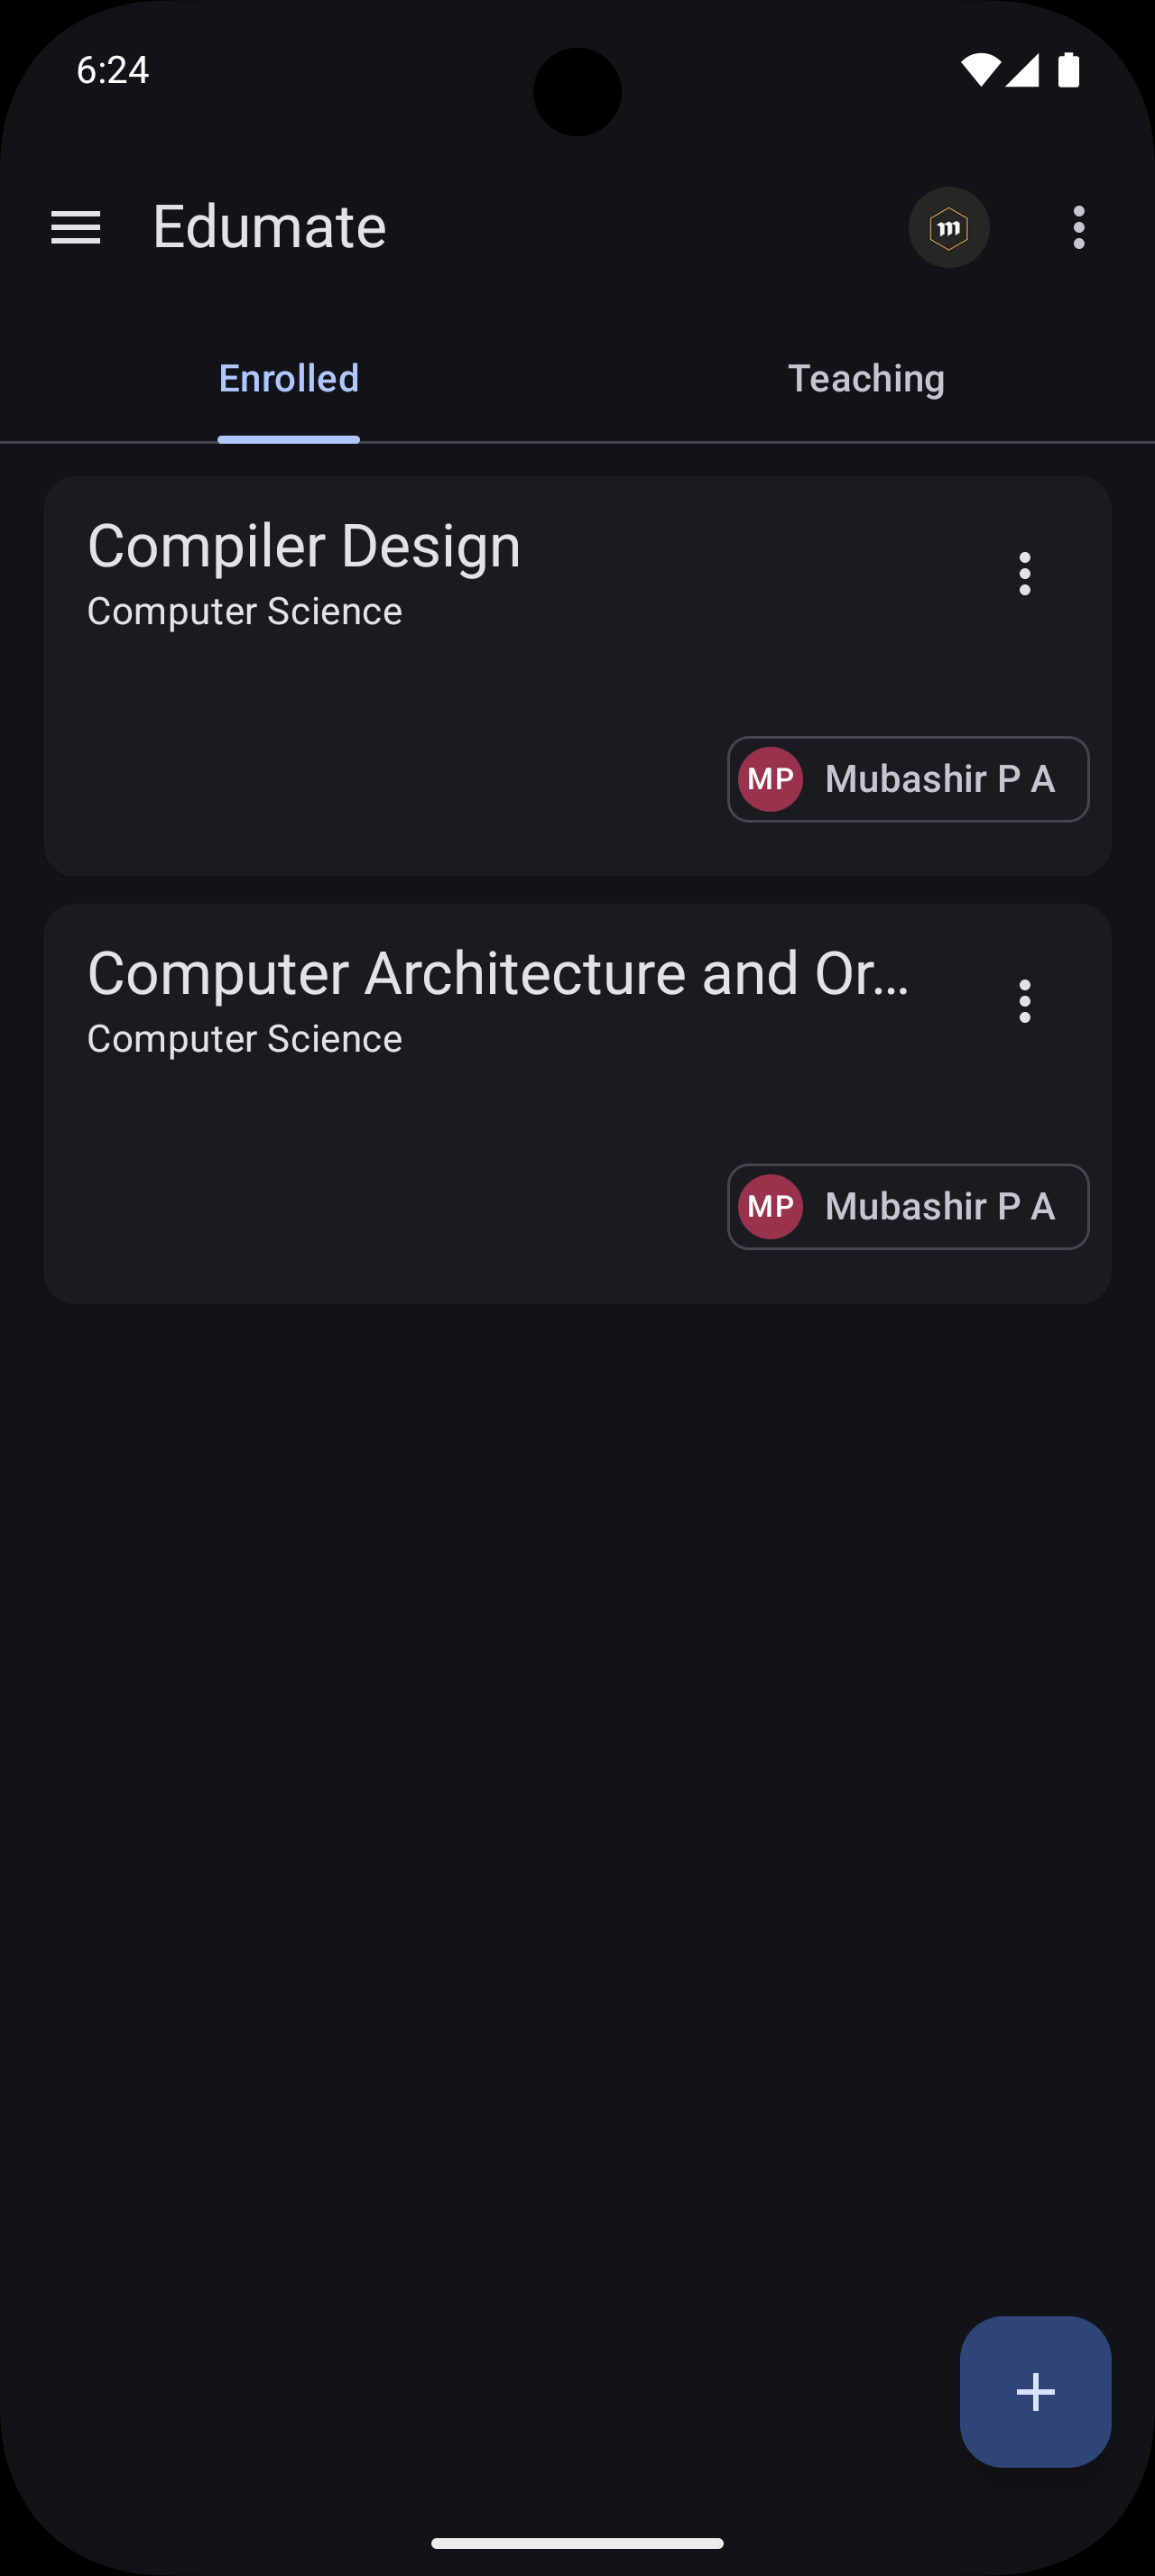 6:24
Edumate
m
Enrolled
Teaching
Compiler Design
Computer Science
MP Mubashir P A
Computer Architecture and Or...
Computer Science
MP Mubashir P A